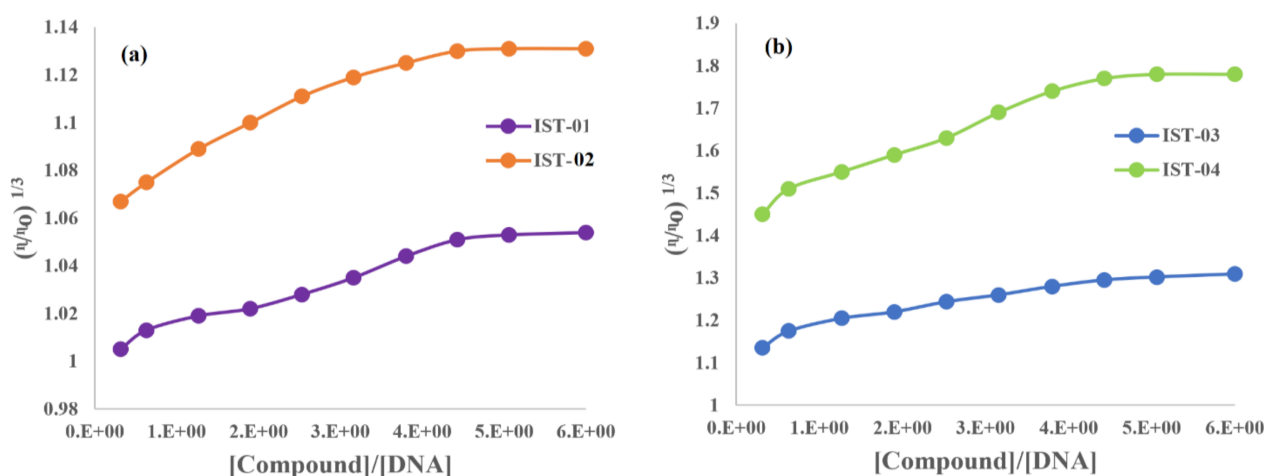 (a)
1.14
1.12
1.1
1.08
1.06
1.04
1.02
1
0.98
(η/ηo) 1/3
IST-01
IST-02
0.E+00 1.E+00 2.E+00 3.E+00 4.E+00 5.E+00 6.E+00
[Compound]/[DNA]
(b)
1.9
1.8
1.7
1.6
1.5
1.4
1.3
1.2
1.1
1
(η/ηo) 1/3
IST-03
IST-04
0.E+00 1.E+00 2.E+00 3.E+00 4.E+00 5.E+00 6.E+00
[Compound]/[DNA]